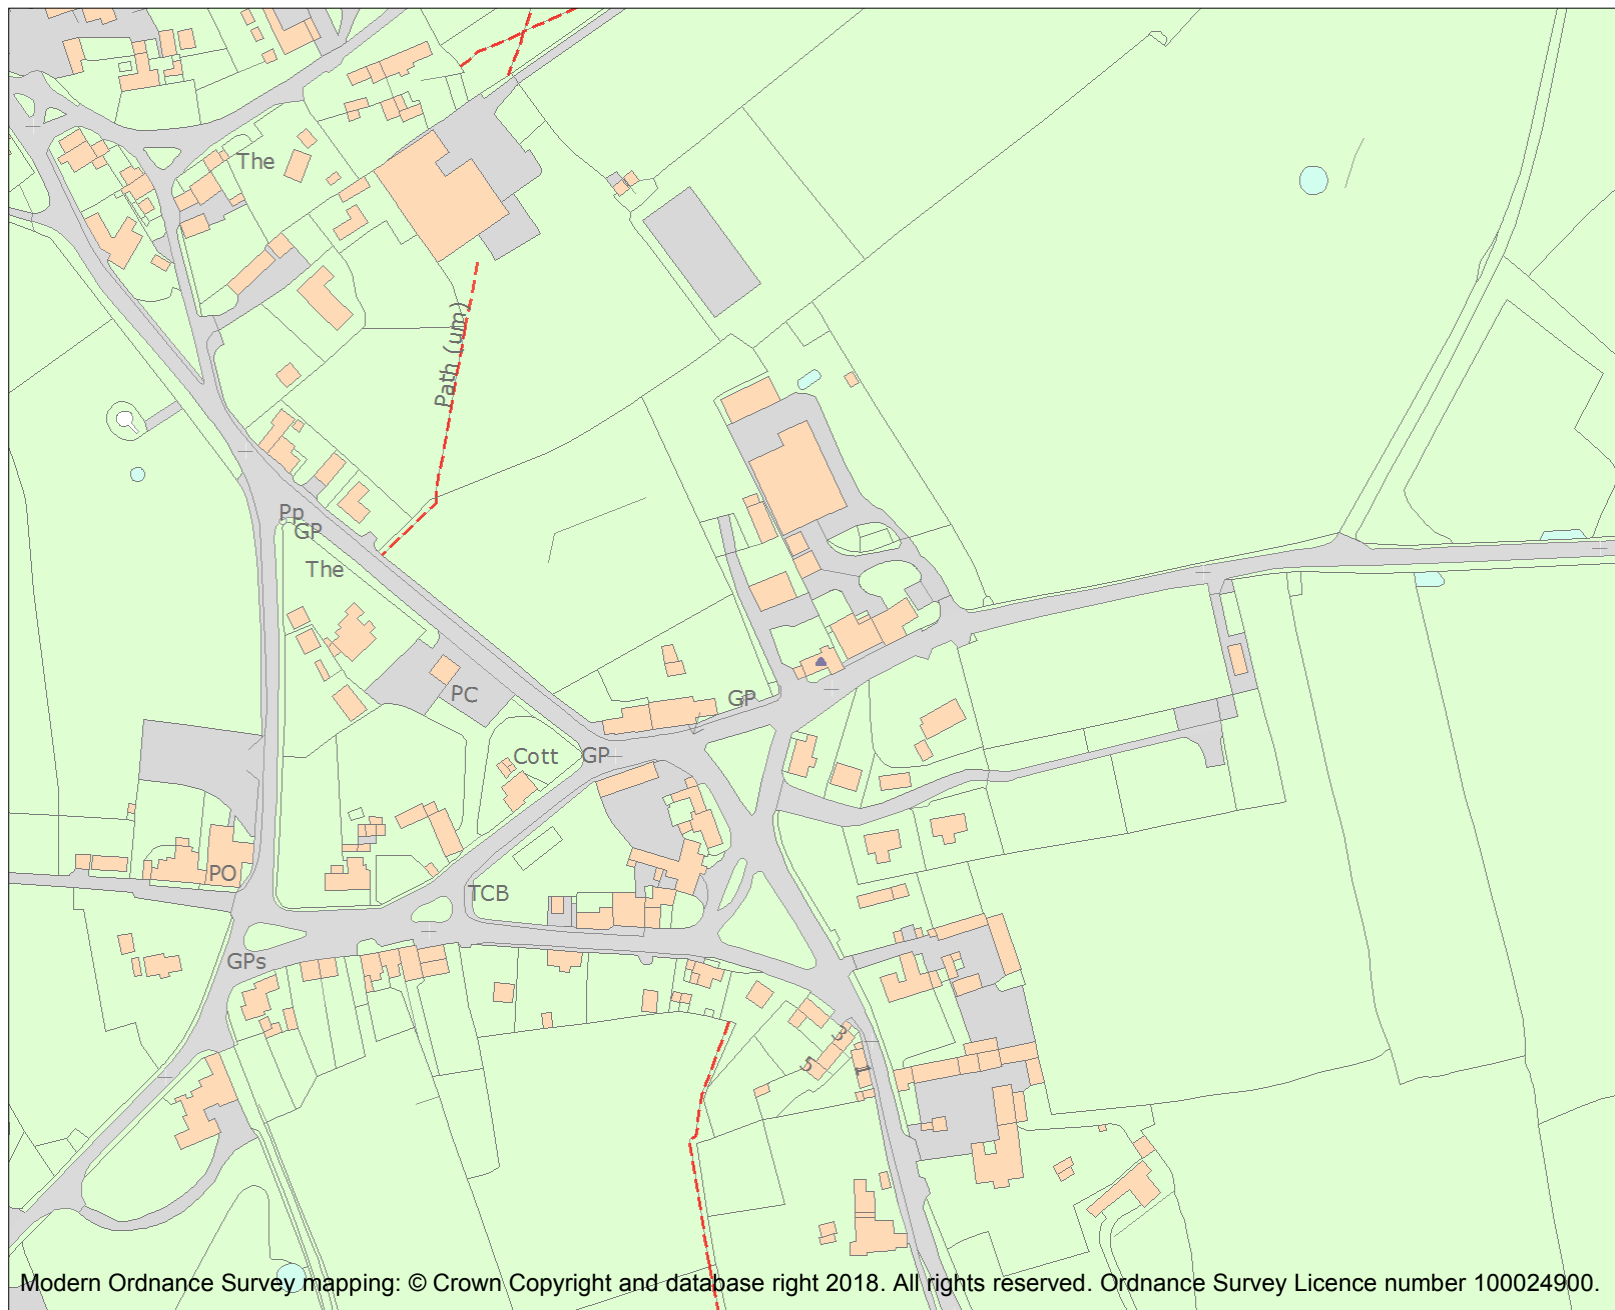 The
Path (um)
Pp
GP
The
PC
GP
Cott
GP
PO
TCB
GPs
3
5
1
Modern Ordnance Survey mapping: © Crown Copyright and database right 2018. All rights reserved. Ordnance Survey Licence number 100024900.